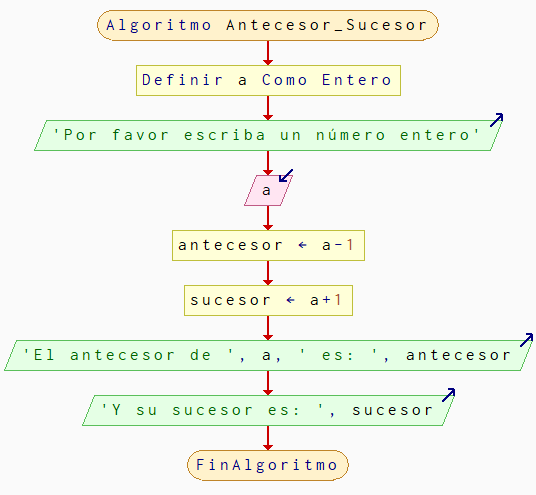 Algoritmo Antecesor_Sucesor
Definir a Como Entero
'Por favor escriba un número entero'
a
antecesor ← a-1
sucesor ← a+1
'El antecesor de ', a, ' es: ', antecesor
'Y su sucesor es: ', sucesor
FinAlgoritmo